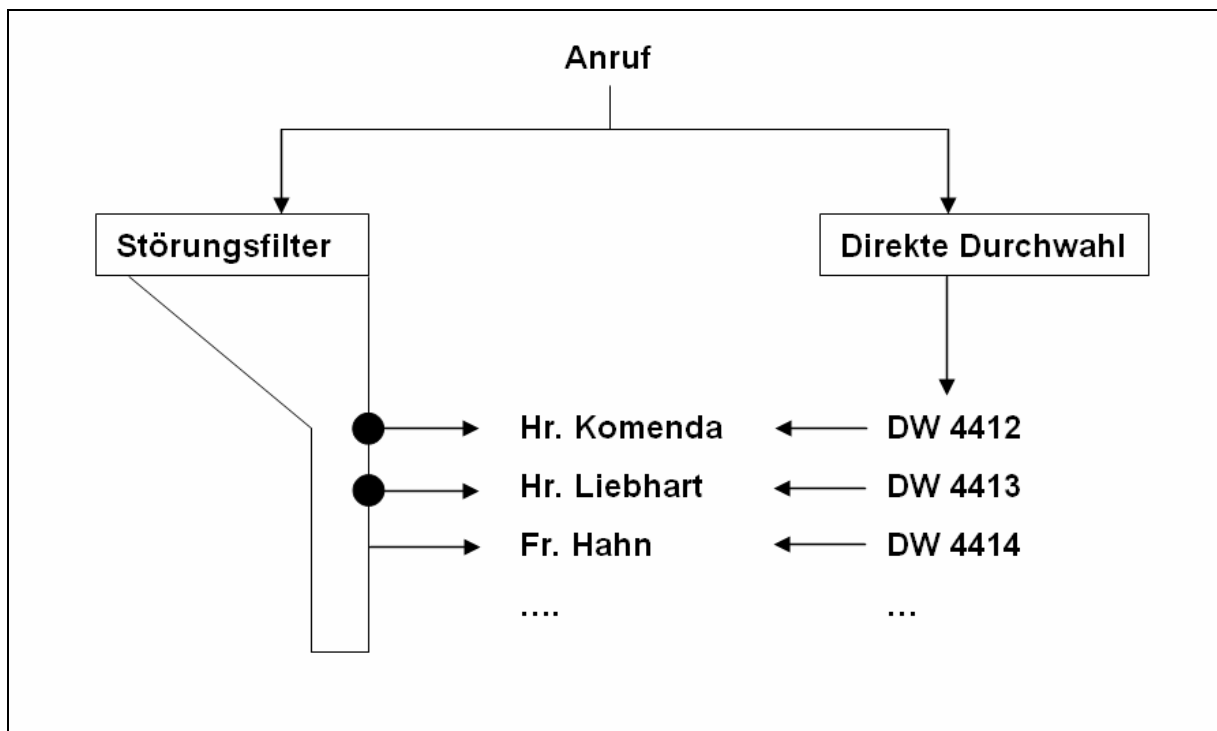 Anruf
Störungsfilter
Direkte Durchwahl
Hr. Komenda
DW 4412
Hr. Liebhart
DW 4413
Fr. Hahn
DW 4414
....
...